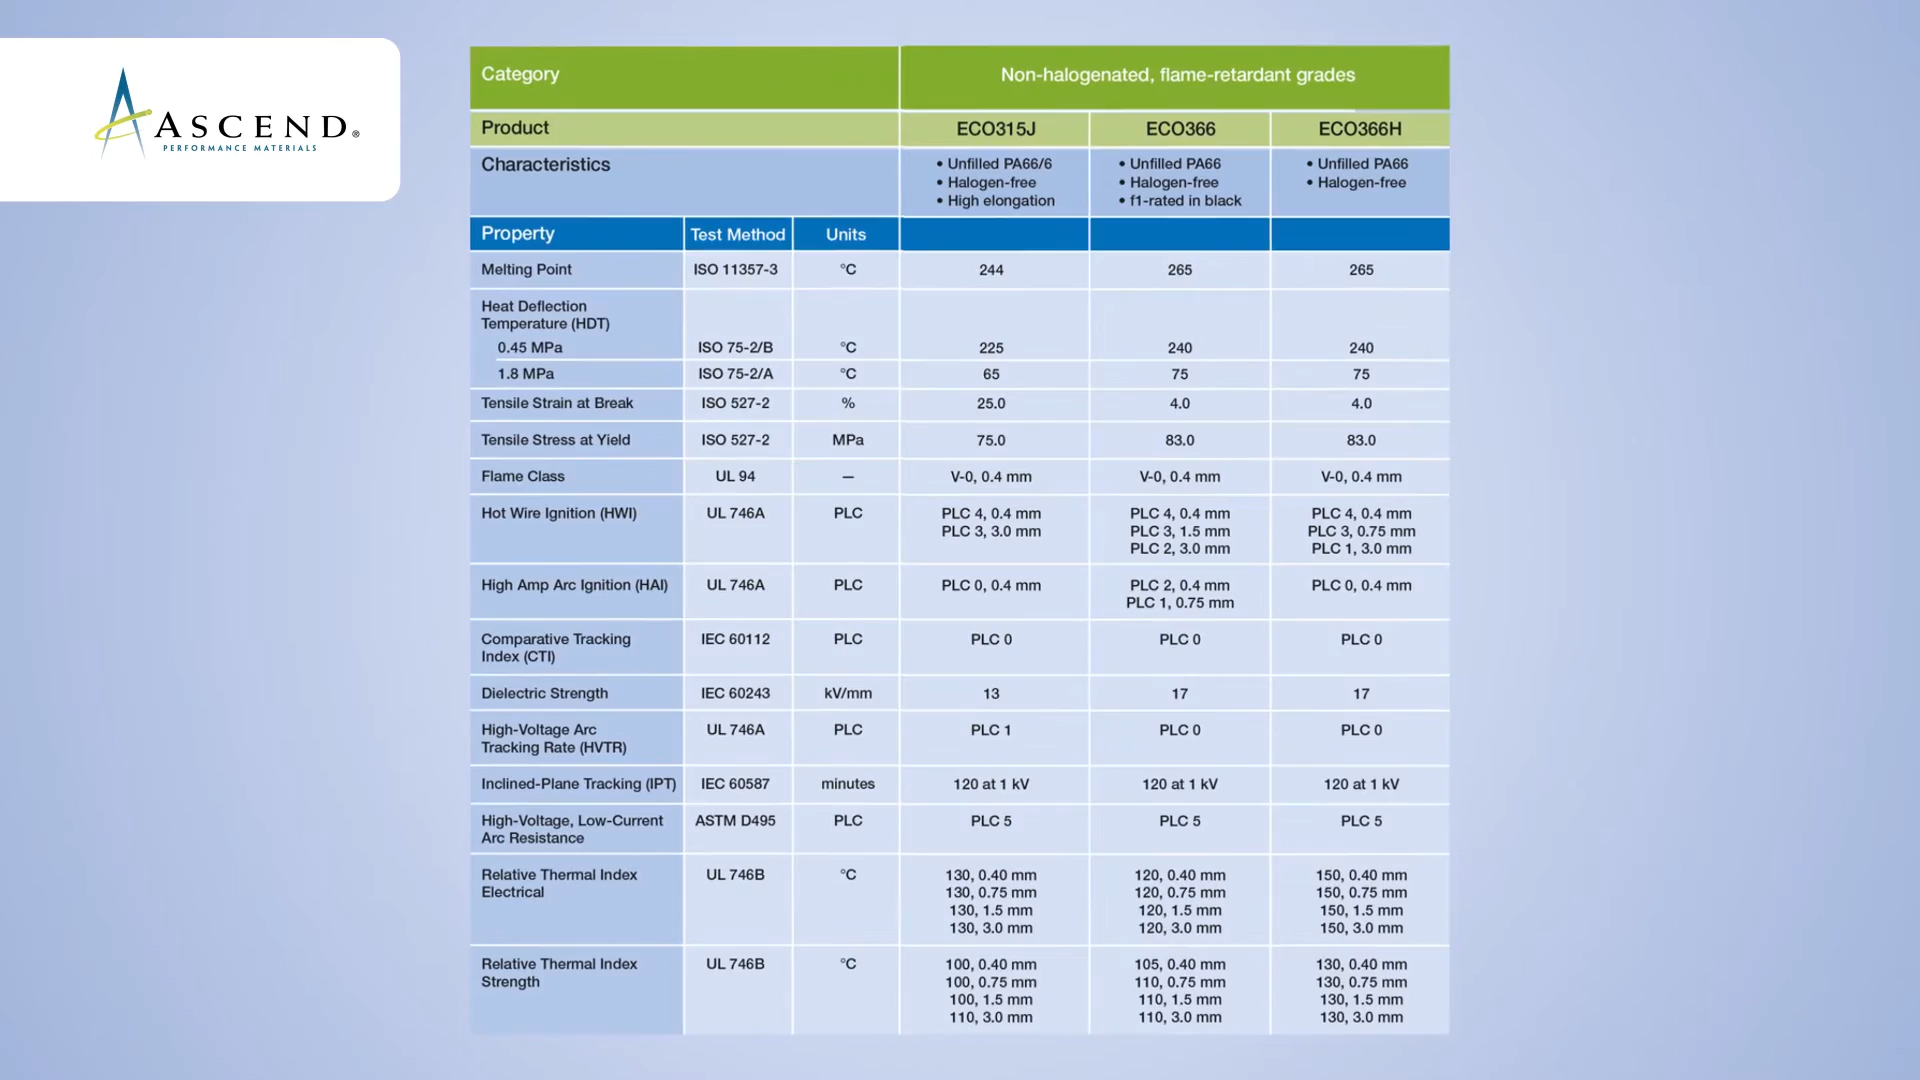 ASCEND®
PERFORMANCE MATERIALS
Category Non-halogenated, flame-retardant grades
Product ECO315J ECO366 ECO366H
Characteristics • Unfilled PA66/6 • Unfilled PA66 • Unfilled PA66
• Halogen-free • Halogen-free • Halogen-free
• High elongation • f1-rated in black
Property Test Method Units
Melting Point ISO 11357-3 °C 244 265 265
Heat Deflection
Temperature (HDT)
0.45 MPa ISO 75-2/B °C 225 240 240
1.8 MPa ISO 75-2/A °C 65 75 75
Tensile Strain at Break ISO 527-2 % 25.0 4.0 4.0
Tensile Stress at Yield ISO 527-2 MPa 75.0 83.0 83.0
Flame Class UL 94 — V-0, 0.4 mm V-0, 0.4 mm V-0, 0.4 mm
Hot Wire Ignition (HWI) UL 746A PLC PLC 4, 0.4 mm PLC 4, 0.4 mm PLC 4, 0.4 mm
PLC 3, 3.0 mm PLC 3, 1.5 mm PLC 3, 0.75 mm
PLC 2, 3.0 mm PLC 1, 3.0 mm
High Amp Arc Ignition (HAI) UL 746A PLC PLC 0, 0.4 mm PLC 2, 0.4 mm PLC 0, 0.4 mm
PLC 1, 0.75 mm
Comparative Tracking IEC 60112 PLC PLC 0 PLC 0 PLC 0
Index (CTI)
Dielectric Strength IEC 60243 kV/mm 13 17 17
High-Voltage Arc UL 746A PLC PLC 1 PLC 0 PLC 0
Tracking Rate (HVTR)
Inclined-Plane Tracking (IPT) IEC 60587 minutes 120 at 1 kV 120 at 1 kV 120 at 1 kV
High-Voltage, Low-Current ASTM D495 PLC PLC 5 PLC 5 PLC 5
Arc Resistance
Relative Thermal Index UL 746B °C 130, 0.40 mm 120, 0.40 mm 150, 0.40 mm
Electrical 130, 0.75 mm 120, 0.75 mm 150, 0.75 mm
130, 1.5 mm 120, 1.5 mm 150, 1.5 mm
130, 3.0 mm 120, 3.0 mm 150, 3.0 mm
Relative Thermal Index UL 746B °C 100, 0.40 mm 105, 0.40 mm 130, 0.40 mm
Strength 100, 0.75 mm 110, 0.75 mm 130, 0.75 mm
100, 1.5 mm 110, 1.5 mm 130, 1.5 mm
110, 3.0 mm 110, 3.0 mm 130, 3.0 mm